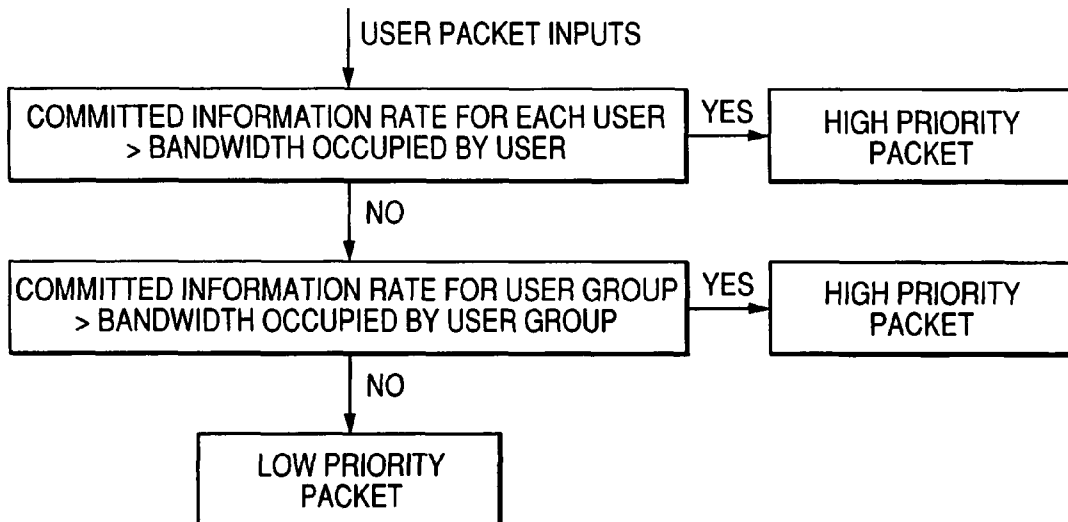 USER PACKET INPUTS
COMMITTED INFORMATION RATE FOR EACH USER
> BANDWIDTH OCCUPIED BY USER
YES
HIGH PRIORITY
PACKET
NO
COMMITTED INFORMATION RATE FOR USER GROUP
> BANDWIDTH OCCUPIED BY USER GROUP
YES
HIGH PRIORITY
PACKET
NO
LOW PRIORITY
PACKET